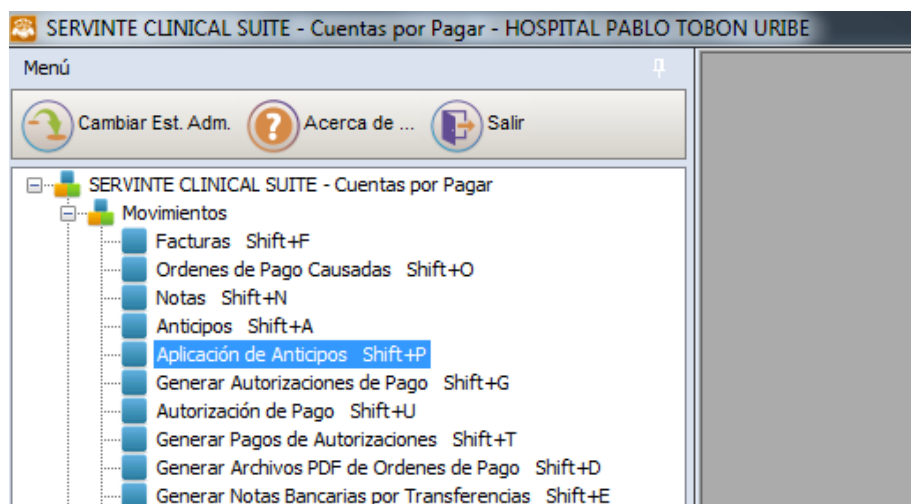 SERVINTE CLINICAL SUITE - Cuentas por Pagar - HOSPITAL PABLO TOBON URIBE
Menú
Cambiar Est. Adm. Acerca de ... Salir
SERVINTE CLINICAL SUITE - Cuentas por Pagar
Movimientos
Facturas Shift+F
Ordenes de Pago Causadas Shift+O
Notas Shift+N
Anticipos Shift+A
Aplicación de Anticipos Shift+P
Generar Autorizaciones de Pago Shift+G
Autorización de Pago Shift+U
Generar Pagos de Autorizaciones Shift+T
Generar Archivos PDF de Ordenes de Pago Shift+D
Generar Notas Bancarias por Transferencias Shift+E